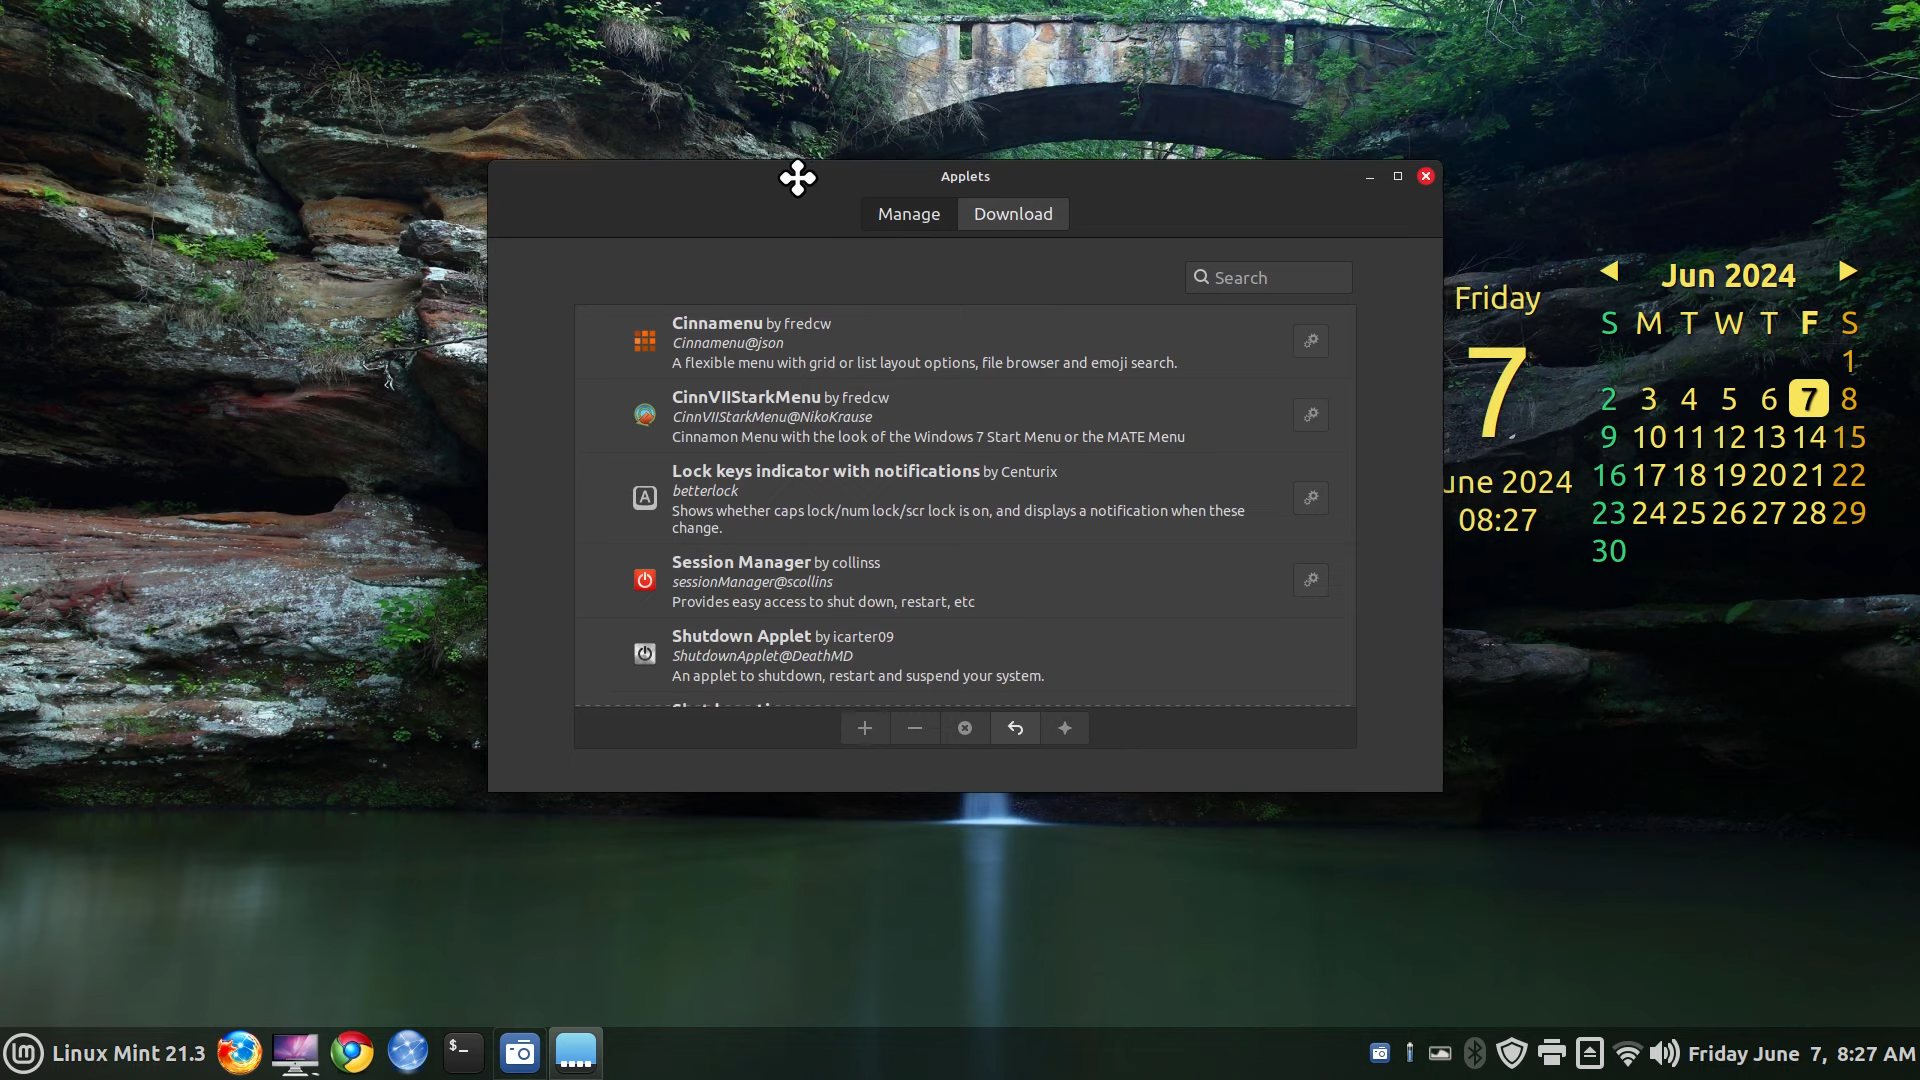 Applets
Manage
Download
Search
Cinnamenu by fredcw
Cinnamenu@json
A flexible menu with grid or list layout options, file browser and emoji search.
CinnVIIStarkMenu by fredcw
CinnVIIStarkMenu@NikoKrause
Cinnamon Menu with the look of the Windows 7 Start Menu or the MATE Menu
Lock keys indicator with notifications by Centurix
betterlock
Shows whether caps lock/num lock/scr lock is on, and displays a notification when these
change.
Session Manager by collinss
sessionManager@scollins
Provides easy access to shut down, restart, etc
Shutdown Applet by icarter09
ShutdownApplet@DeathMD
An applet to shutdown, restart and suspend your system.
Friday
7
une 2024
08:27
Jun 2024
S M T W T F S
1
2 3 4 5 6 7 8
9 10 11 12 13 14 15
16 17 18 19 20 21 22
23 24 25 26 27 28 29
30
Linux Mint 21.3
$_
Friday June 7, 8:27 AM